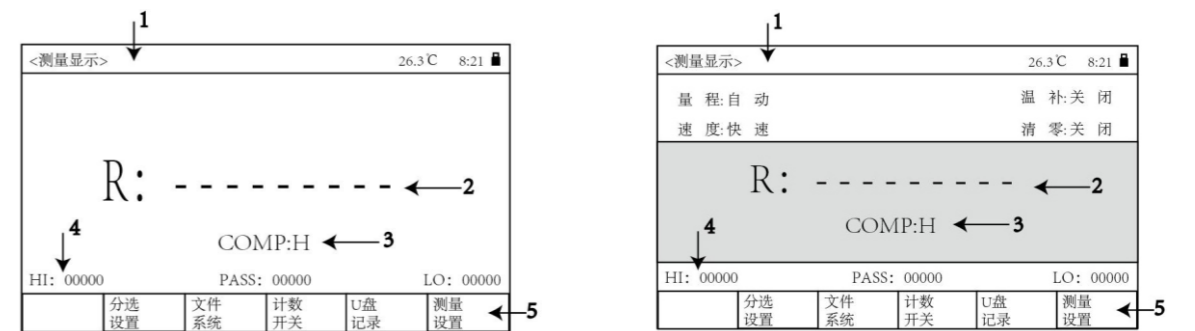 1
<测量显示> 26.3℃ 8:21
R: - - - - - - - - - 2
4
COMP:H 3
HI: 00000 PASS: 00000 LO: 00000
分选设置 文件系统 计数开关 U盘记录 测量设置 5
1
<测量显示> 26.3℃ 8:21
量 程:自 动 温 补:关 闭
速 度:快 速 清 零:关 闭
R: - - - - - - - - - 2
4
COMP:H 3
HI: 00000 PASS: 00000 LO: 00000
分选设置 文件系统 计数开关 U盘记录 测量设置 5